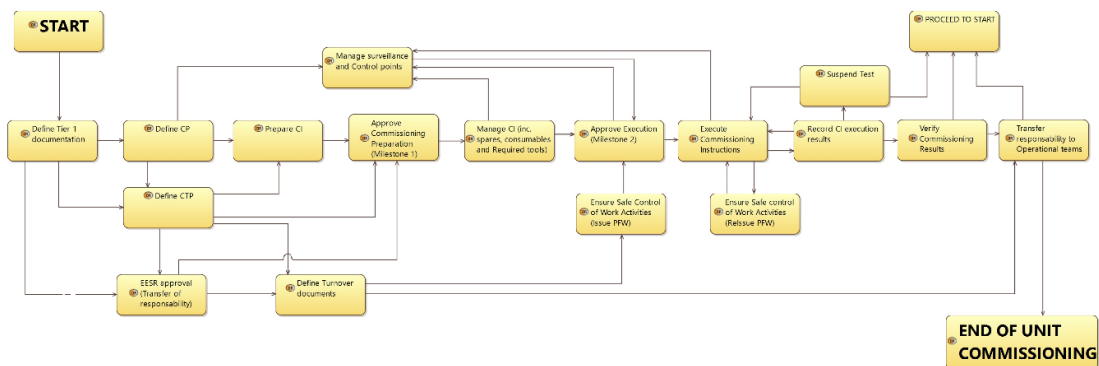 START
PROCEED TO START
Manage surveillance
and Control points
Suspend Test
Define Tier 1
documentation
Define CP
Prepare CI
Approve
Commissioning
Preparation
(Milestone 1)
Manage CI (inc.
spares, consumables
and Required tools)
Approve Execution
(Milestone 2)
Execute
Commissioning
Instructions
Record CI execution
results
Verify
Commissioning
Results
Transfer
responsability to
Operational teams
Define CTP
Ensure Safe Control
of Work Activities
(Issue PFW)
Ensure Safe control
of Work Activities
(ReIssue PFW)
EESR approval
(Transfer of
responsability)
Define Turnover
documents
END OF UNIT
COMMISSIONING